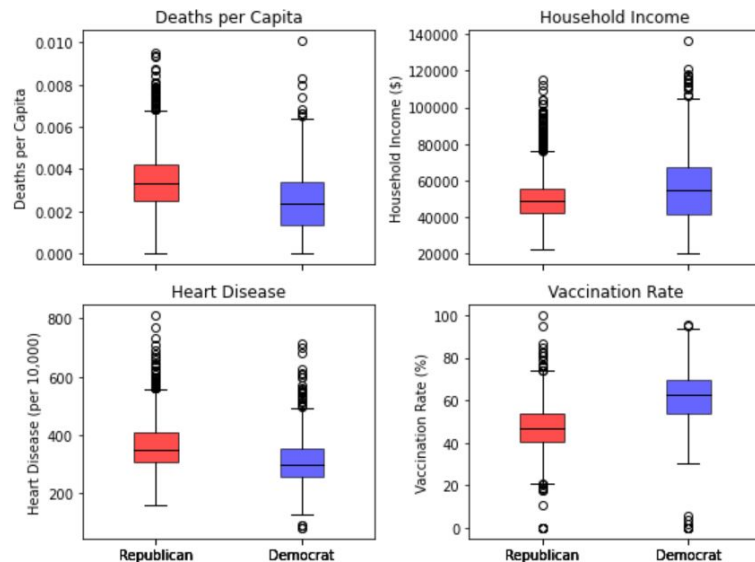 Deaths per Capita
Deaths per Capita
0.010
0.008
0.006
0.004
0.002
0.000
Household Income
Household Income ($)
140000
120000
100000
80000
60000
40000
20000
Heart Disease
Heart Disease (per 10,000)
800
600
400
200
Republican
Democrat
Vaccination Rate
Vaccination Rate (%)
100
80
60
40
20
0
Republican
Democrat